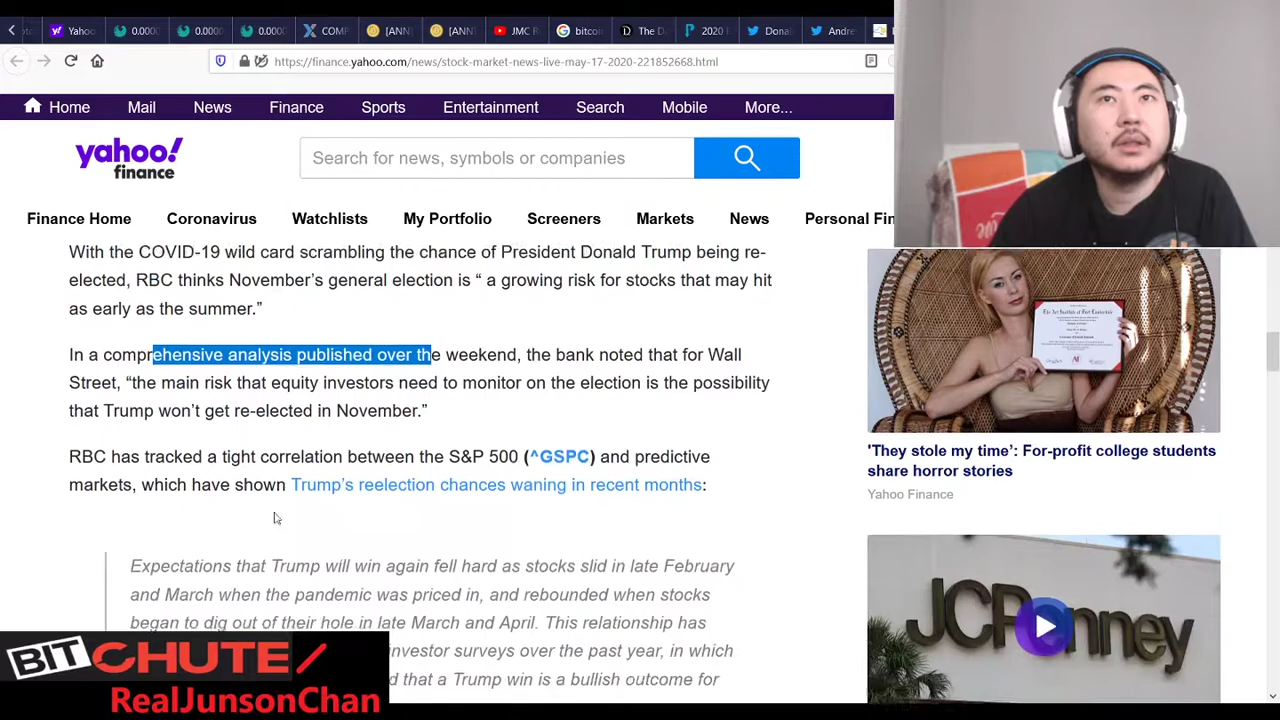 Yahoo
0.0000
0.0000
0.0000
COMP
[ANN]
[ANN]
JMC R
bitcoi
The D
2020 
Donal
Andre
https://finance.yahoo.com/news/stock-market-news-live-may-17-2020-221852668.html
Home Mail News Finance Sports Entertainment Search Mobile More...
yahoo!
finance
Search for news, symbols or companies
Finance Home Coronavirus Watchlists My Portfolio Screeners Markets News Personal Fin
With the COVID-19 wild card scrambling the chance of President Donald Trump being re-
elected, RBC thinks November's general election is “ a growing risk for stocks that may hit
as early as the summer.”
In a comprehensive analysis published over the weekend, the bank noted that for Wall
Street, “the main risk that equity investors need to monitor on the election is the possibility
that Trump won’t get re-elected in November.”
RBC has tracked a tight correlation between the S&P 500 (^GSPC) and predictive
markets, which have shown Trump’s reelection chances waning in recent months:
Expectations that Trump will win again fell hard as stocks slid in late February
and March when the pandemic was priced in, and rebounded when stocks
began to dig out of their hole in late March and April. This relationship has
investor surveys over the past year, in which
d that a Trump win is a bullish outcome for
'They stole my time’: For-profit college students
share horror stories
Yahoo Finance
JCPenney
BITCHUTE/
RealJunsonChan